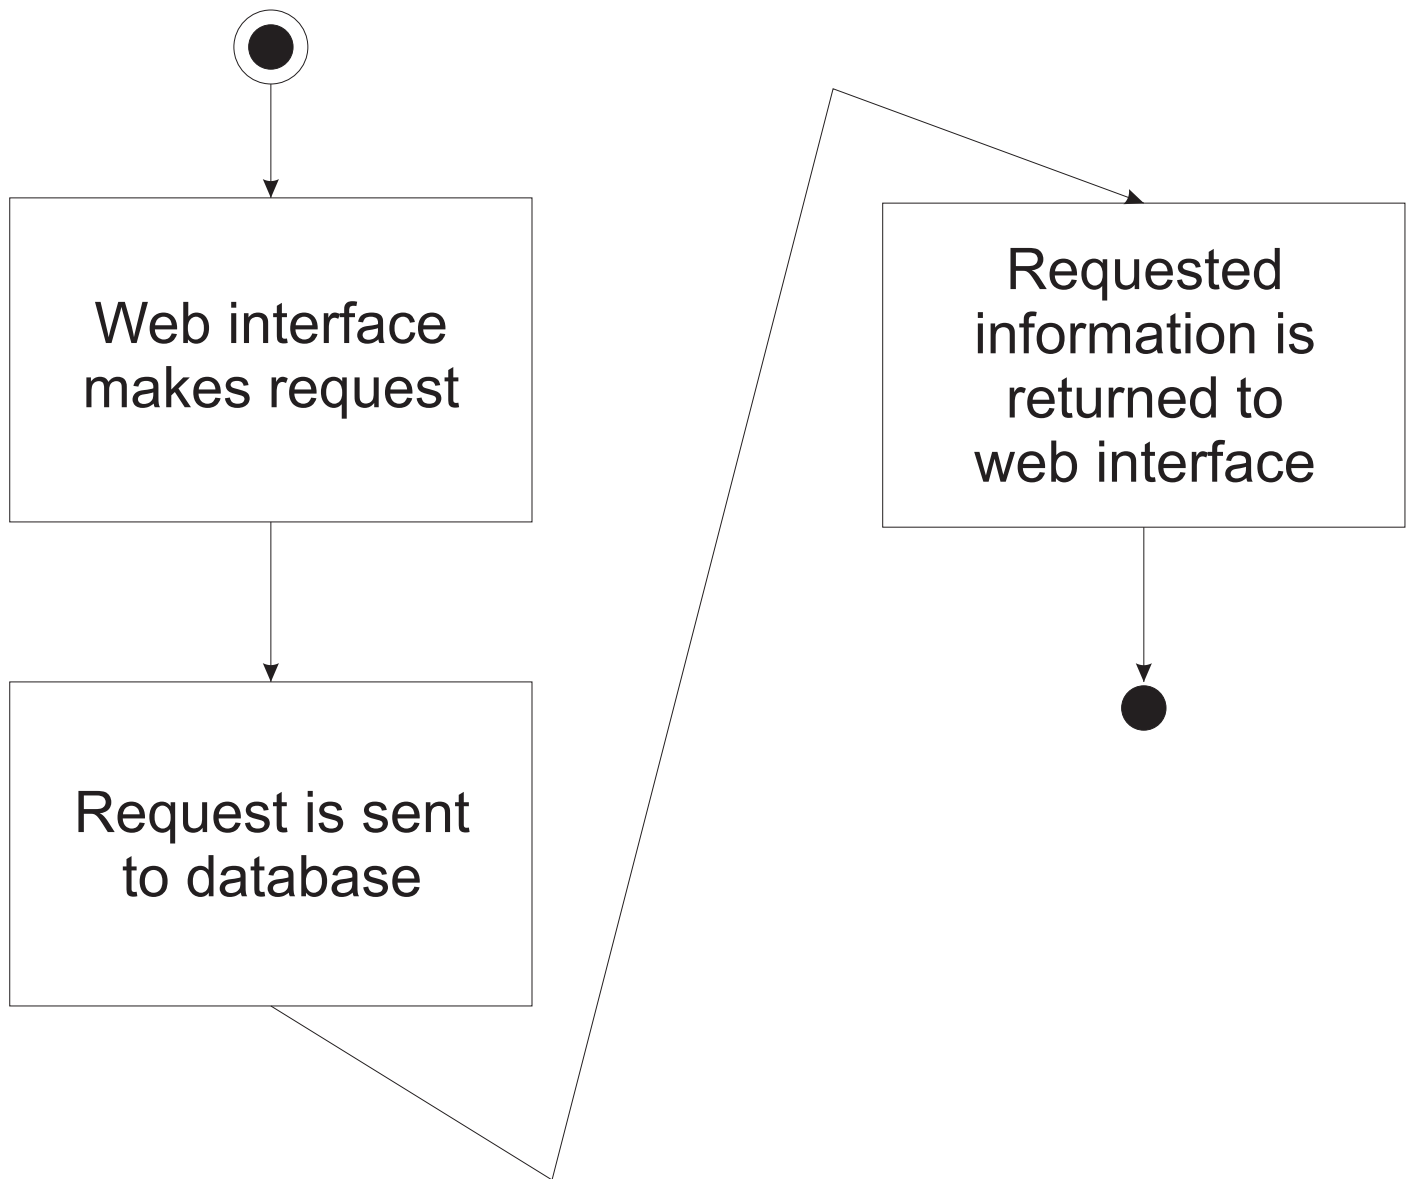 Web interface
makes request
Request is sent
to database
Requested
information is
returned to
web interface